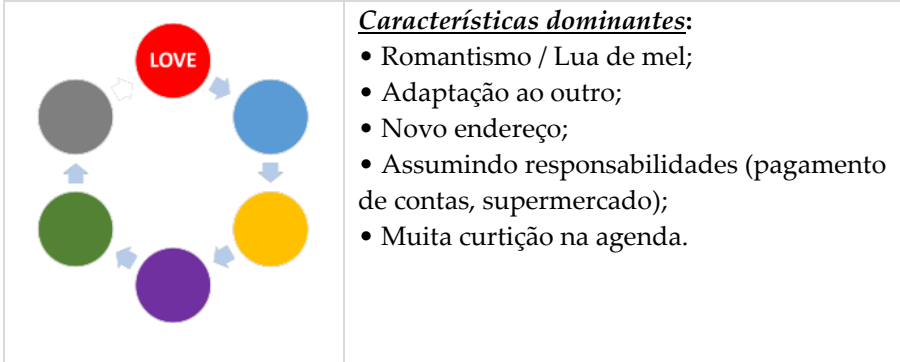 LOVE
Características dominantes:
• Romantismo / Lua de mel;
• Adaptação ao outro;
• Novo endereço;
• Assumindo responsabilidades (pagamento
de contas, supermercado);
• Muita curtição na agenda.